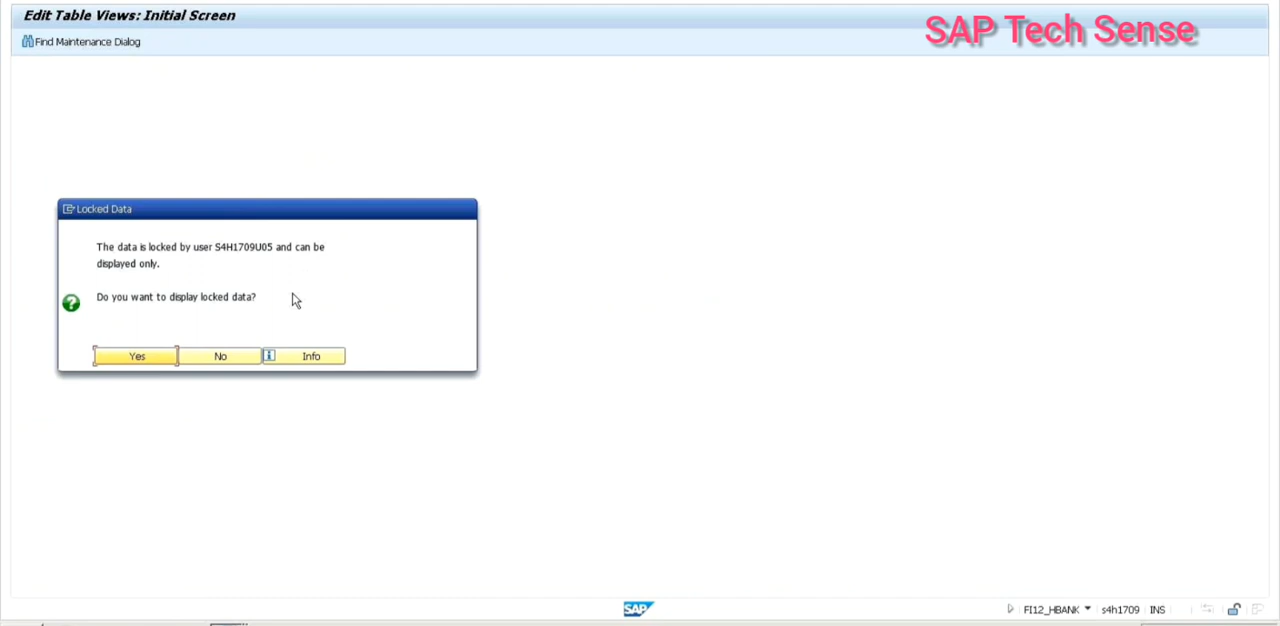 Edit Table Views: Initial Screen
SAP Tech Sense
Find Maintenance Dialog
Locked Data
The data is locked by user S4H1709U05 and can be
displayed only.
Do you want to display locked data?
Yes No Info
SAP FI12_HBANK s4h1709 INS